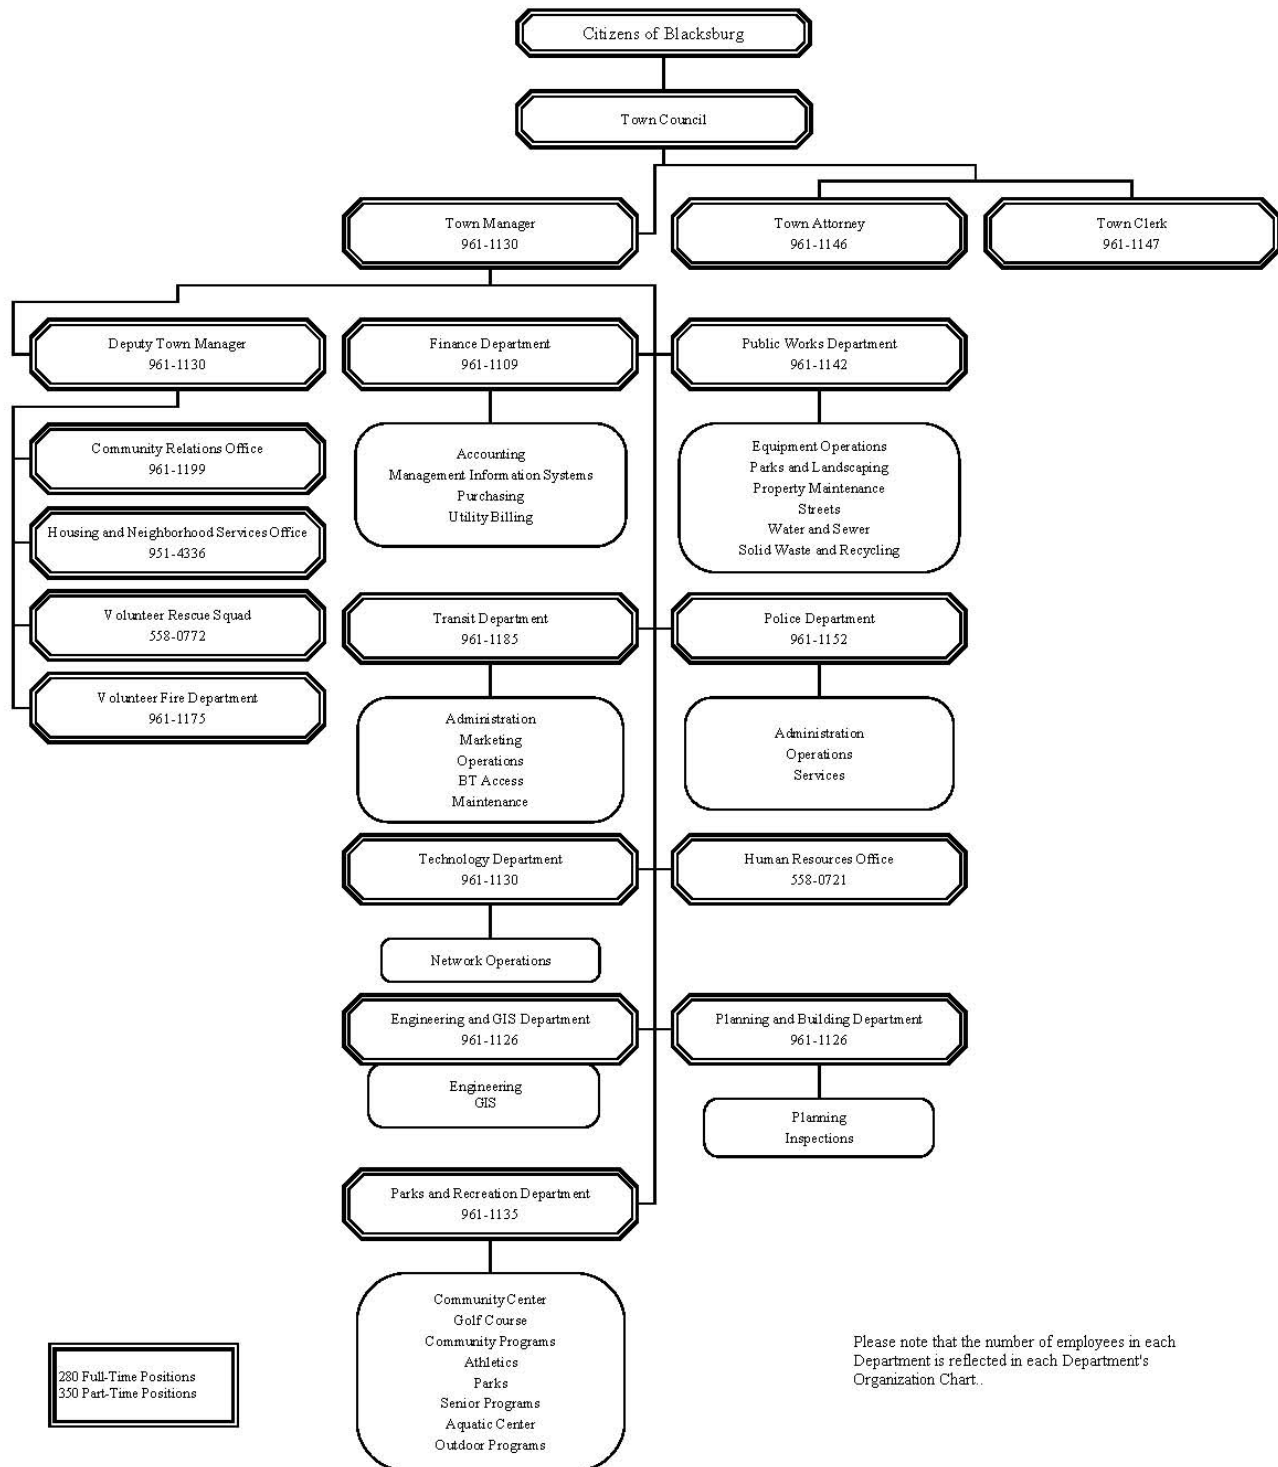 Citizens of Blacksburg
Town Council
Town Manager
961-1130
Town Attorney
961-1146
Town Clerk
961-1147
Deputy Town Manager
961-1130
Finance Department
961-1109
Public Works Department
961-1142
Community Relations Office
961-1199
Housing and Neighborhood Services Office
951-4336
Volunteer Rescue Squad
558-0772
Volunteer Fire Department
961-1175
Accounting
Management Information Systems
Purchasing
Utility Billing
Equipment Operations
Parks and Landscaping
Property Maintenance
Streets
Water and Sewer
Solid Waste and Recycling
Transit Department
961-1185
Police Department
961-1152
Administration
Marketing
Operations
BT Access
Maintenance
Administration
Operations
Services
Technology Department
961-1130
Human Resources Office
558-0721
Network Operations
Engineering and GIS Department
961-1126
Planning and Building Department
961-1126
Engineering
GIS
Planning
Inspections
Parks and Recreation Department
961-1135
Community Center
Golf Course
Community Programs
Athletics
Parks
Senior Programs
Aquatic Center
Outdoor Programs
280 Full-Time Positions
350 Part-Time Positions
Please note that the number of employees in each
Department is reflected in each Department's
Organization Chart..